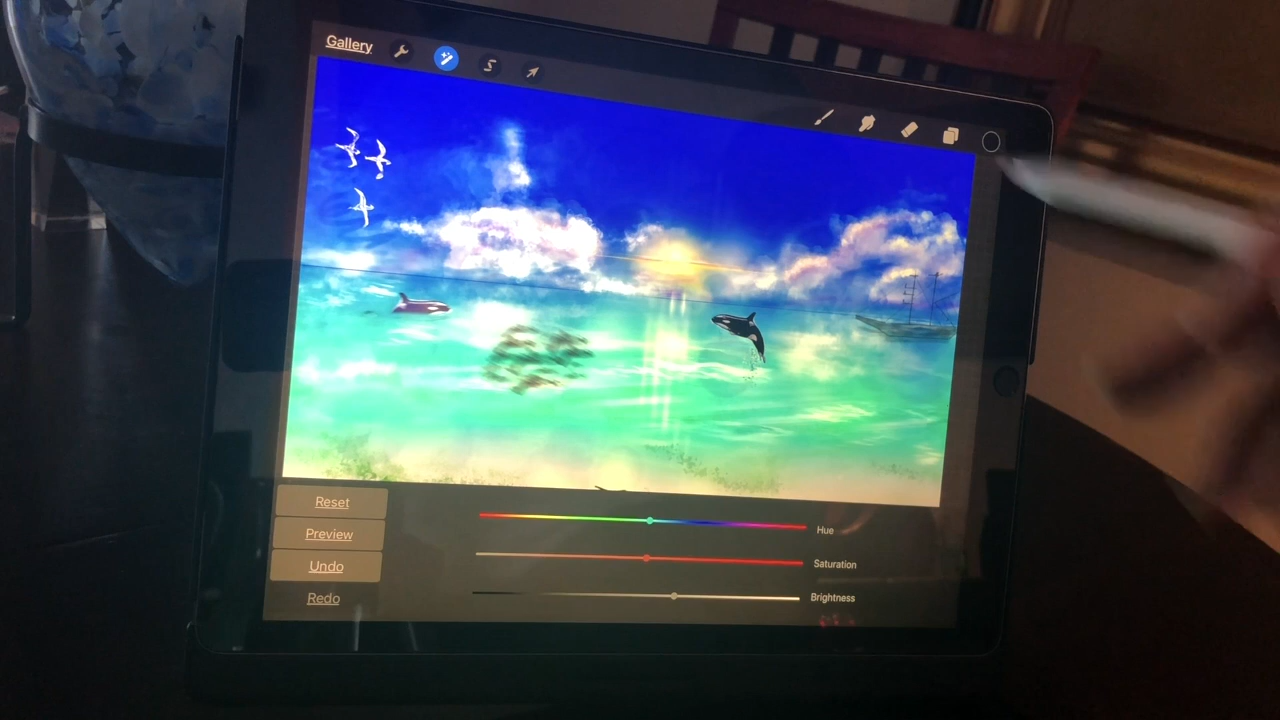 Gallery
Reset
Preview
Undo
Redo
Hue
Saturation
Brightness